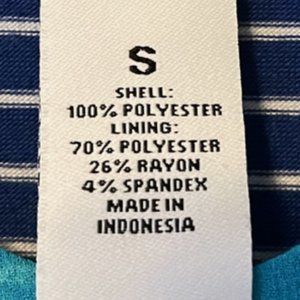 S
SHELL:
100% POLYESTER
LINING:
70% POLYESTER
26% RAYON
4% SPANDEX
MADE IN
INDONESIA